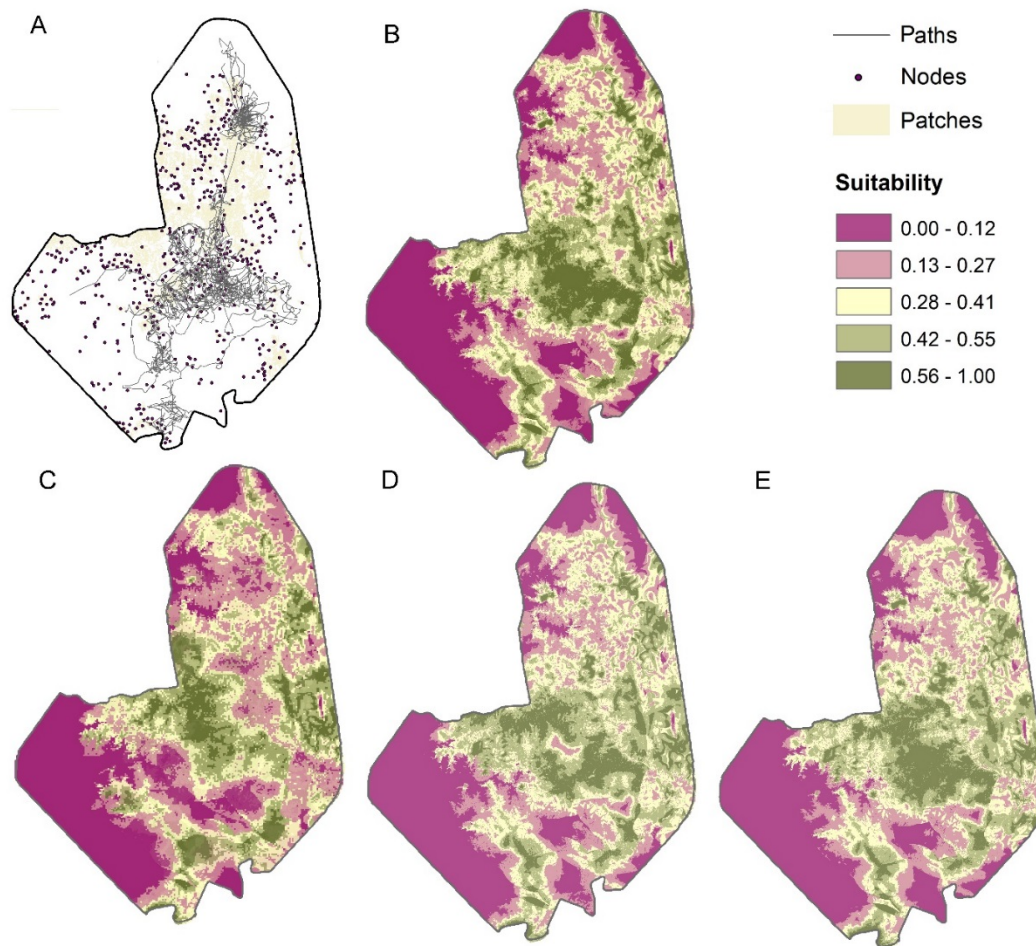 A
B
Paths
Nodes
Patches
Suitability
0.00 - 0.12
0.13 - 0.27
0.28 - 0.41
0.42 - 0.55
0.56 - 1.00
C
D
E